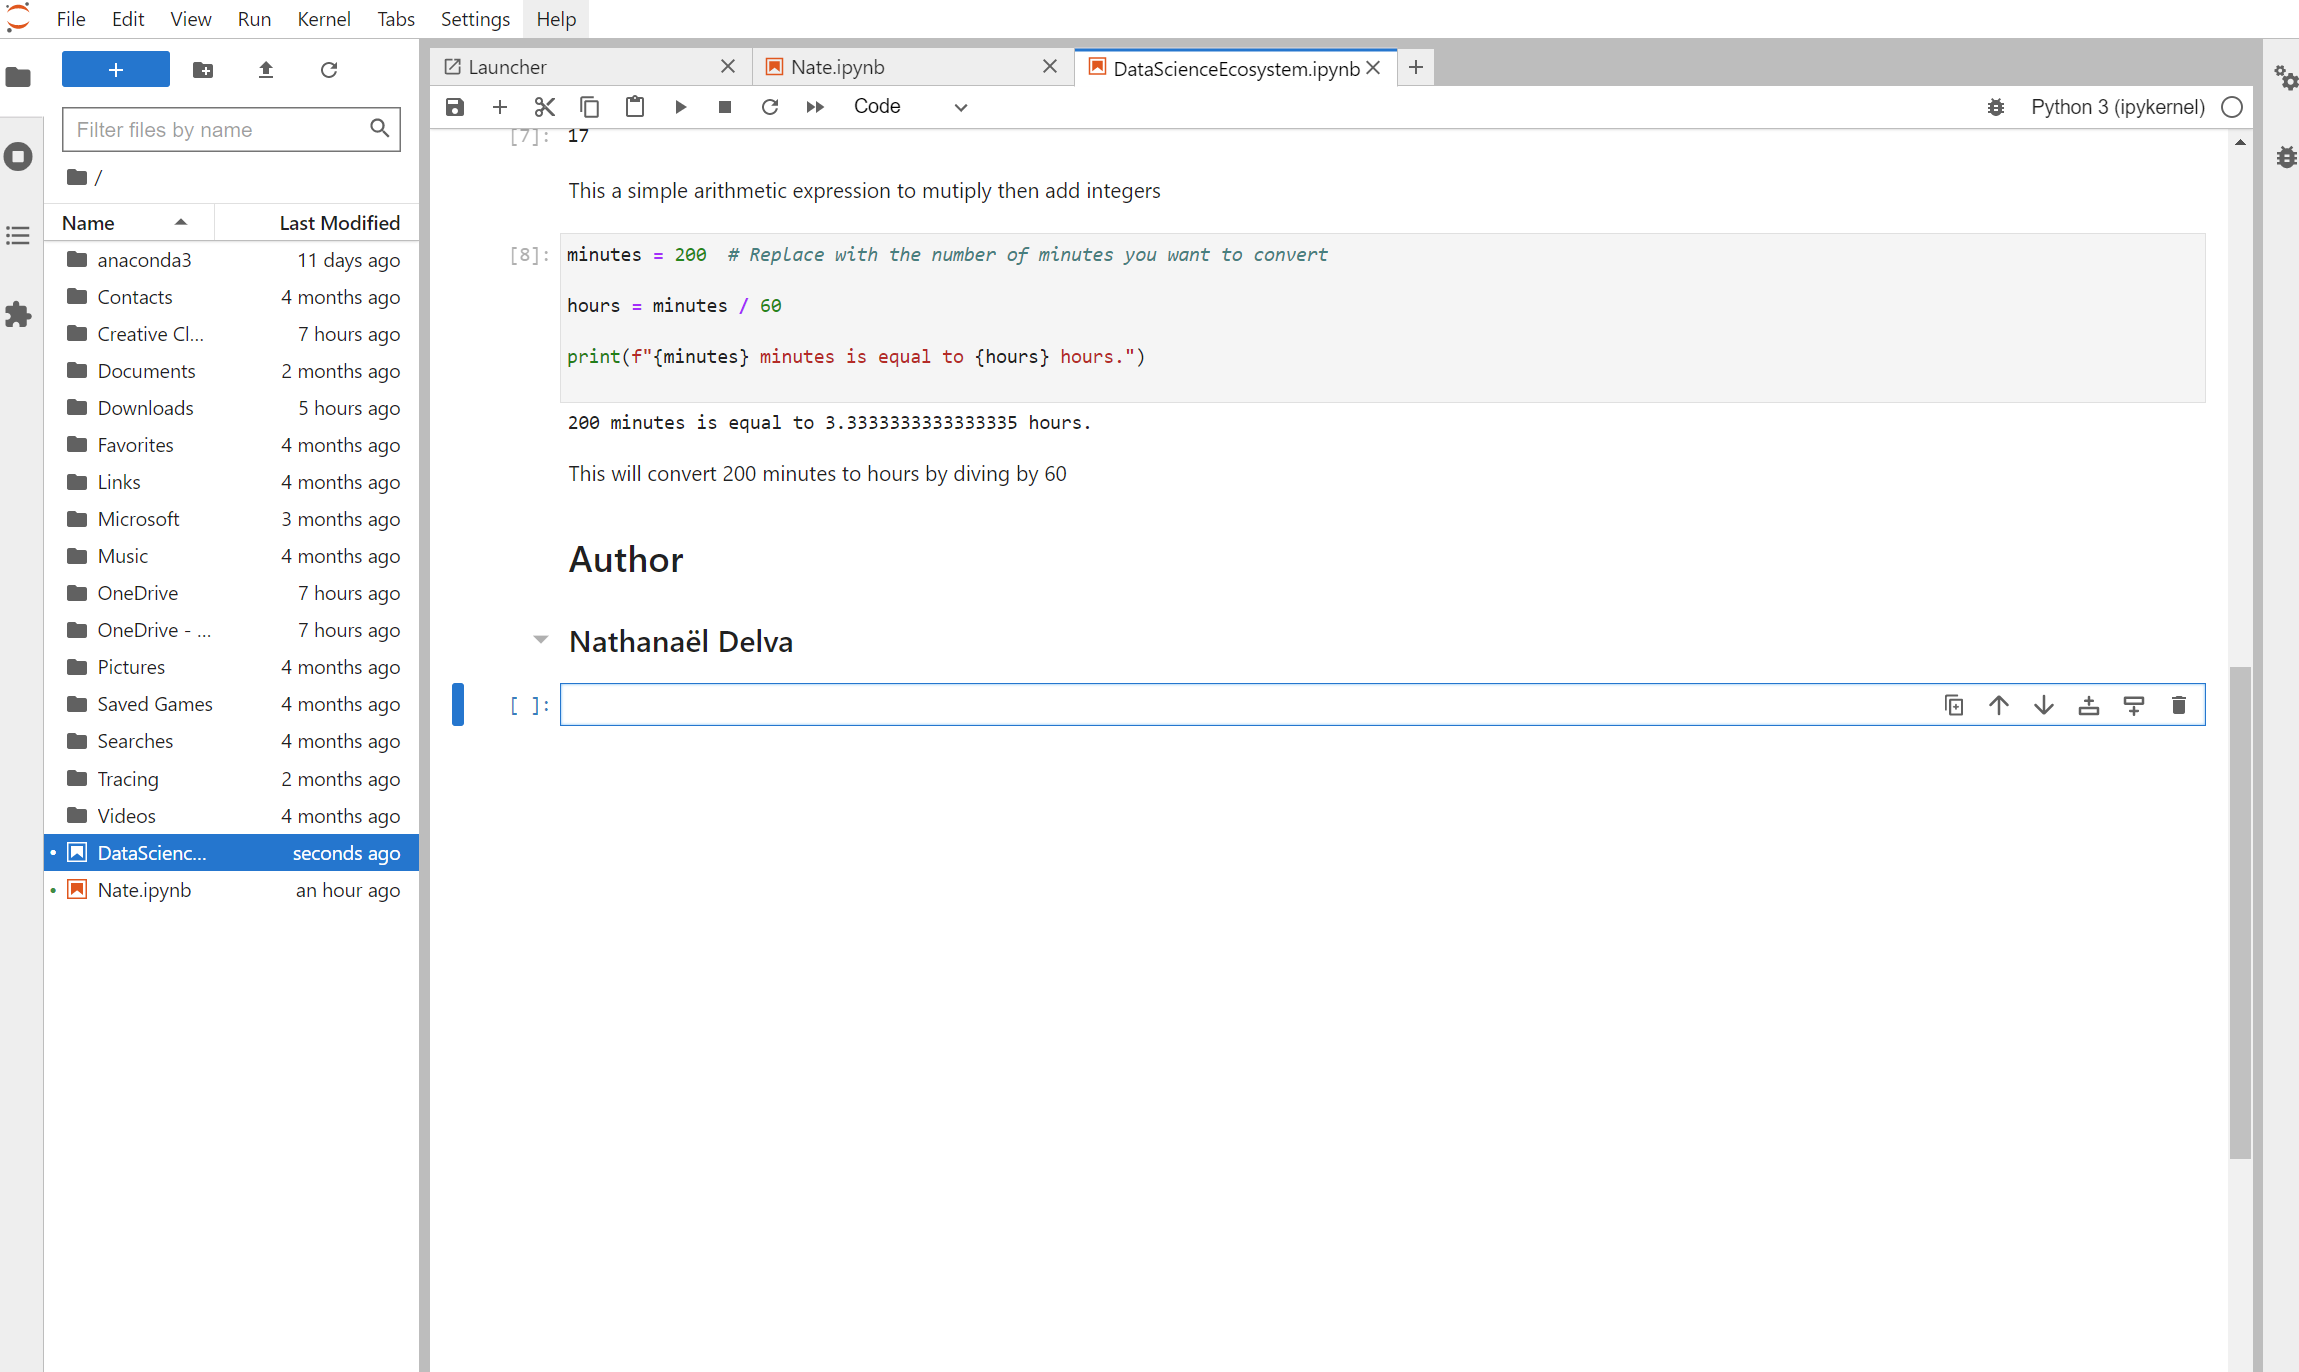 File Edit View Run Kernel Tabs Settings Help
+
Filter files by name
/
Name Last Modified
anaconda3 11 days ago
Contacts 4 months ago
Creative Cl... 7 hours ago
Documents 2 months ago
Downloads 5 hours ago
Favorites 4 months ago
Links 4 months ago
Microsoft 3 months ago
Music 4 months ago
OneDrive 7 hours ago
OneDrive - ... 7 hours ago
Pictures 4 months ago
Saved Games 4 months ago
Searches 4 months ago
Tracing 2 months ago
Videos 4 months ago
DataScienc... seconds ago
Nate.ipynb an hour ago
Launcher Nate.ipynb DataScienceEcosystem.ipynb
Code Python 3 (ipykernel)
[7]: 17
This a simple arithmetic expression to mutiply then add integers
[8]: minutes = 200  # Replace with the number of minutes you want to convert
hours = minutes / 60
print(f"{minutes} minutes is equal to {hours} hours.")
200 minutes is equal to 3.3333333333333335 hours.
This will convert 200 minutes to hours by diving by 60
Author
Nathanaël Delva
[ ]: